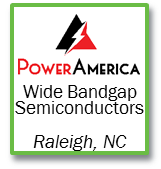 PowerAmerica
Wide Bandgap
Semiconductors
Raleigh, NC